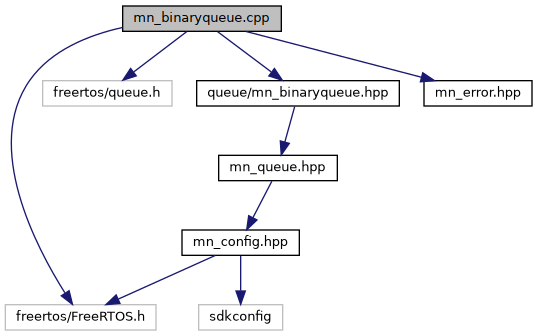 mn_binaryqueue.cpp
freertos/queue.h
queue/mn_binaryqueue.hpp
mn_error.hpp
mn_queue.hpp
mn_config.hpp
freertos/FreeRTOS.h
sdkconfig